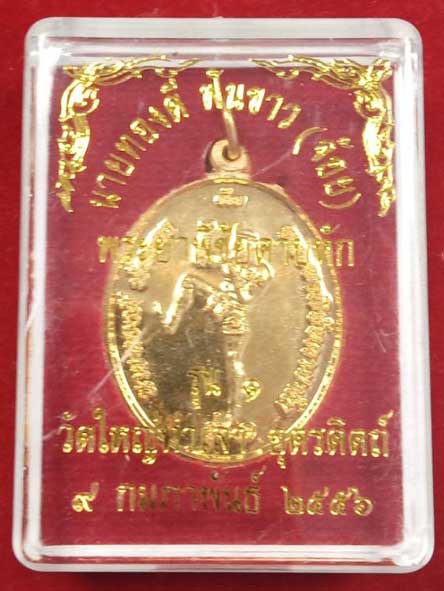 นายทองดี ฟันขาว (จ้อย)
พระยาพิชัยดาบหัก
รุ่น ๑
วัดใหญ่ท่าเสา อุตรดิตถ์
๙ กุมภาพันธ์ ๒๕๕๖